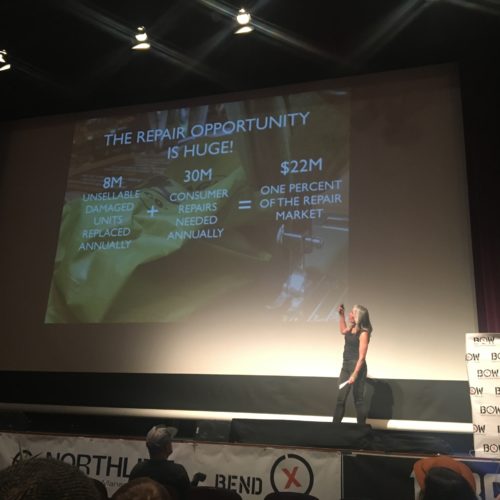 THE REPAIR OPPORTUNITY
IS HUGE!
8M
UNSELLABLE
DAMAGED
UNITS
REPLACED
ANNUALLY
+
30M
CONSUMER
REPAIRS
NEEDED
ANNUALLY
=
$22M
ONE PERCENT
OF THE REPAIR
MARKET
BOW
BOW
BOW
BOW
BOW
NORTHL
BEND
X